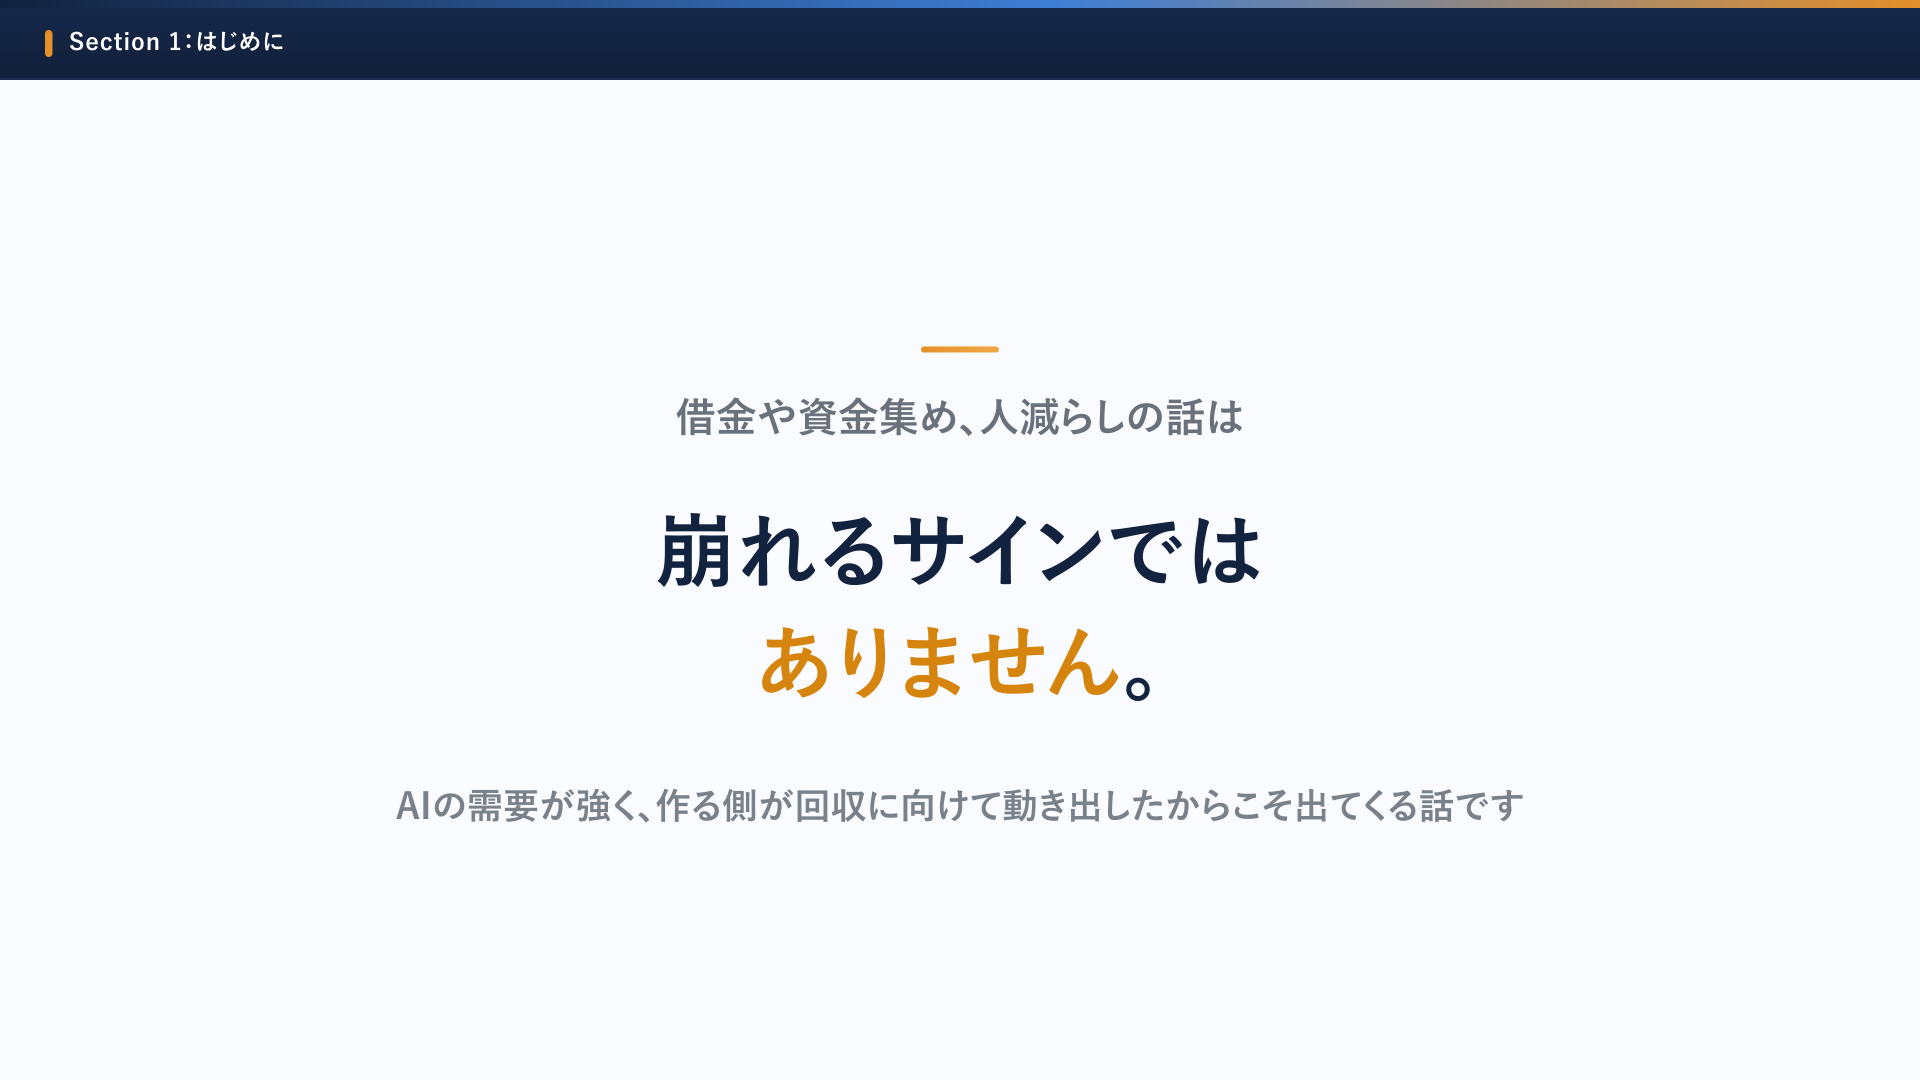 Section 1：はじめに
借金や資金集め、人減らしの話は
崩れるサインでは
ありません。
AIの需要が強く、作る側が回収に向けて動き出したからこそ出てくる話です